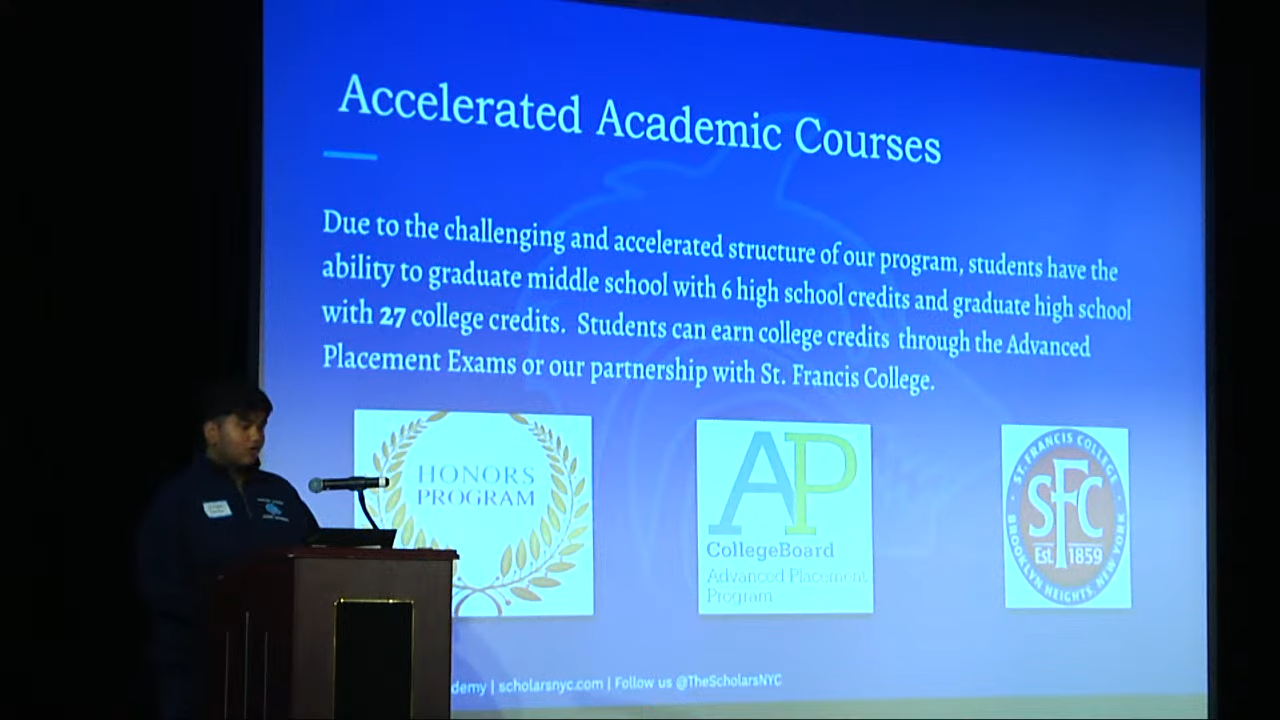 Accelerated Academic Courses
Due to the challenging and accelerated structure of our program, students have the
ability to graduate middle school with 6 high school credits and graduate high school
with 27 college credits. Students can earn college credits through the Advanced
Placement Exams or our partnership with St. Francis College.
HONORS
PROGRAM
AP
CollegeBoard
Advanced Placement
Program
ST. FRANCIS COLLEGE
SFC
Est. 1859
BROOKLYN HEIGHTS, NEW YORK
demy | scholarsnyc.com | Follow us @TheScholarsNYC